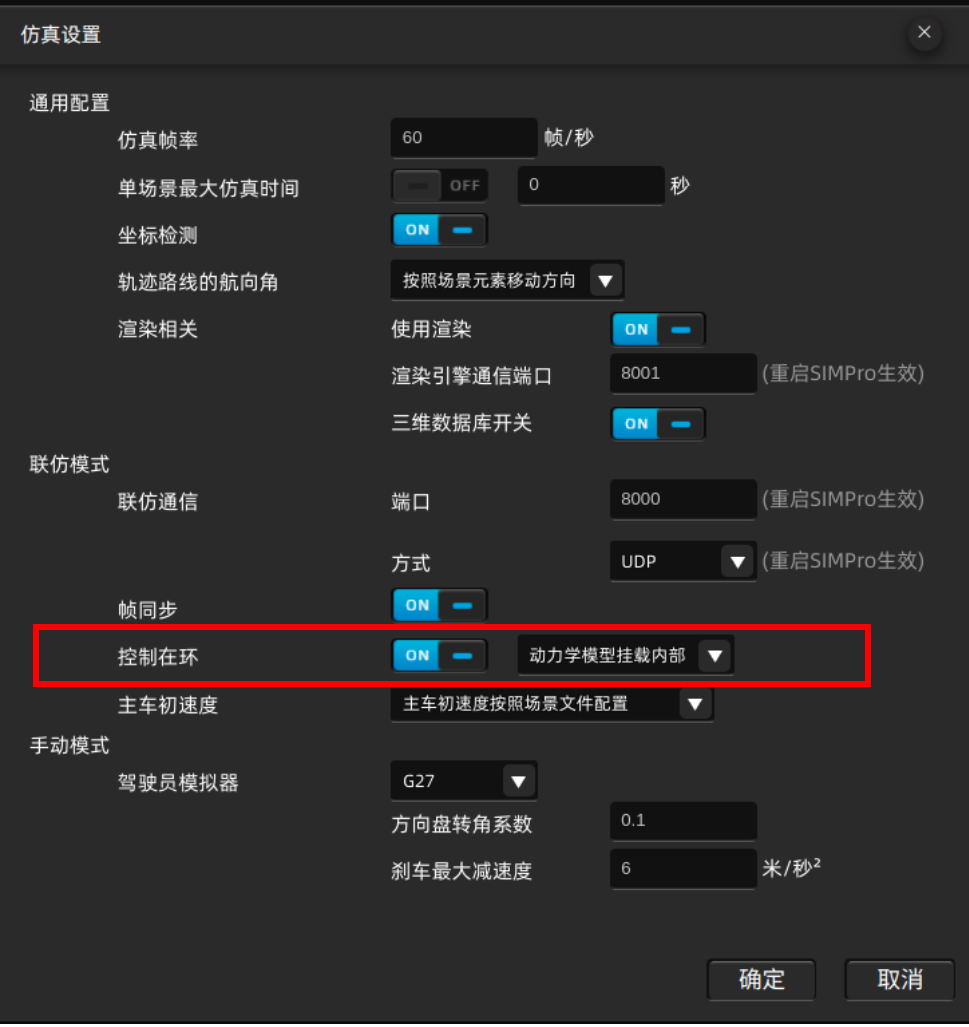 仿真设置
通用配置
仿真帧率 60 帧/秒
单场景最大仿真时间 OFF 0 秒
坐标检测 ON
轨迹路线的航向角 按照场景元素移动方向
渲染相关 使用渲染 ON
渲染引擎通信端口 8001 (重启SIMPro生效)
三维数据库开关 ON
联仿模式
联仿通信 端口 8000 (重启SIMPro生效)
方式 UDP (重启SIMPro生效)
帧同步 ON
控制在环 ON 动力学模型挂载内部
主车初速度 主车初速度按照场景文件配置
手动模式
驾驶员模拟器 G27
方向盘转角系数 0.1
刹车最大减速度 6 米/秒²
确定 取消